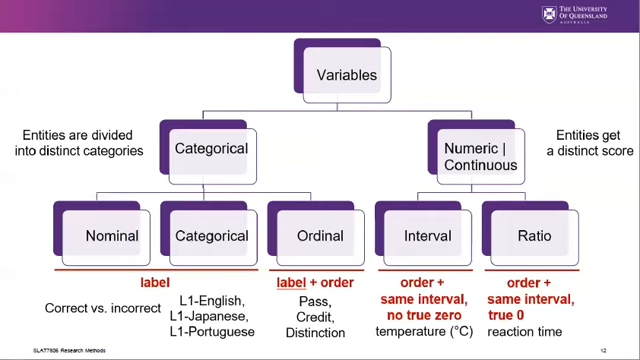 THE UNIVERSITY
OF QUEENSLAND
AUSTRALIA
Variables
Entities are divided
into distinct categories
Categorical
Numeric |
Continuous
Entities get
a distinct score
Nominal
Categorical
Ordinal
Interval
Ratio
label
label + order
order +
same interval,
no true zero
order +
same interval,
true 0
Correct vs. incorrect
L1-English,
L1-Japanese,
L1-Portuguese
Pass,
Credit,
Distinction
temperature (°C)
reaction time
SLAT7806 Research Methods
12